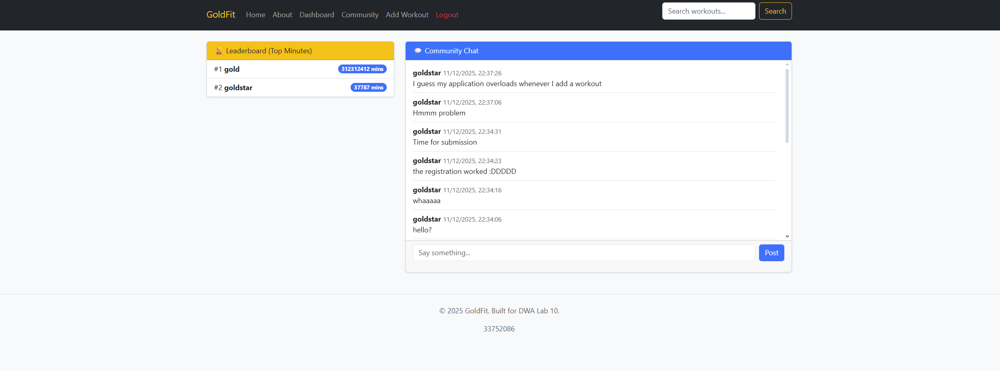 GoldFit Home About Dashboard Community Add Workout Logout Search workouts... Search
Leaderboard (Top Minutes)
#1 gold 312312412 mins
#2 goldstar 37787 mins
Community Chat
goldstar 11/12/2025, 22:37:26
I guess my application overloads whenever I add a workout
goldstar 11/12/2025, 22:37:06
Hmmm problem
goldstar 11/12/2025, 22:34:31
Time for submission
goldstar 11/12/2025, 22:34:23
the registration worked :DDDDD
goldstar 11/12/2025, 22:34:16
whaaaaa
goldstar 11/12/2025, 22:34:06
hello?
Say something... Post
© 2025 GoldFit. Built for DWA Lab 10.
33752086